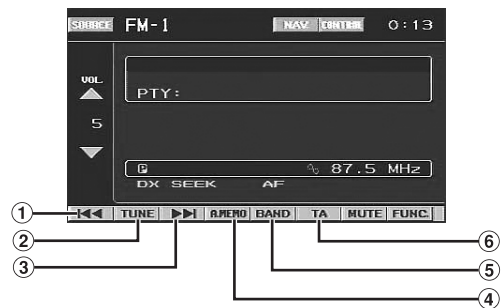 SOURCE FM-1 NAV CONTROL 0:13
VOL.
PTY:
5
P 87.5 MHz
DX SEEK AF
TUNE A.MEMO BAND TA MUTE FUNC.
1
2
3
6
5
4